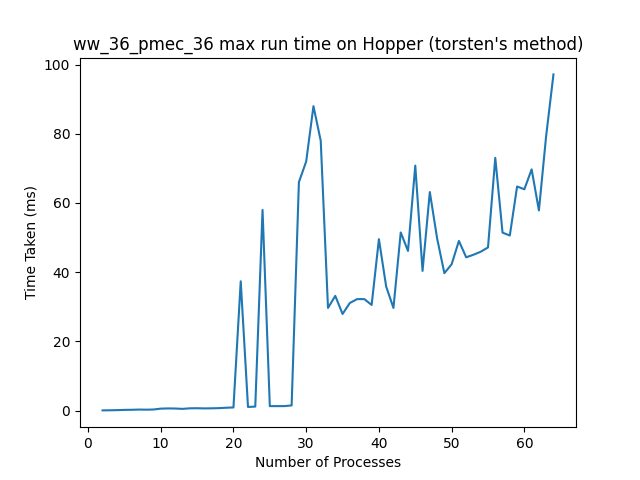 ww_36_pmec_36 max run time on Hopper (torsten's method)
100
80
60
40
20
0
Time Taken (ms)
0 10 20 30 40 50 60
Number of Processes